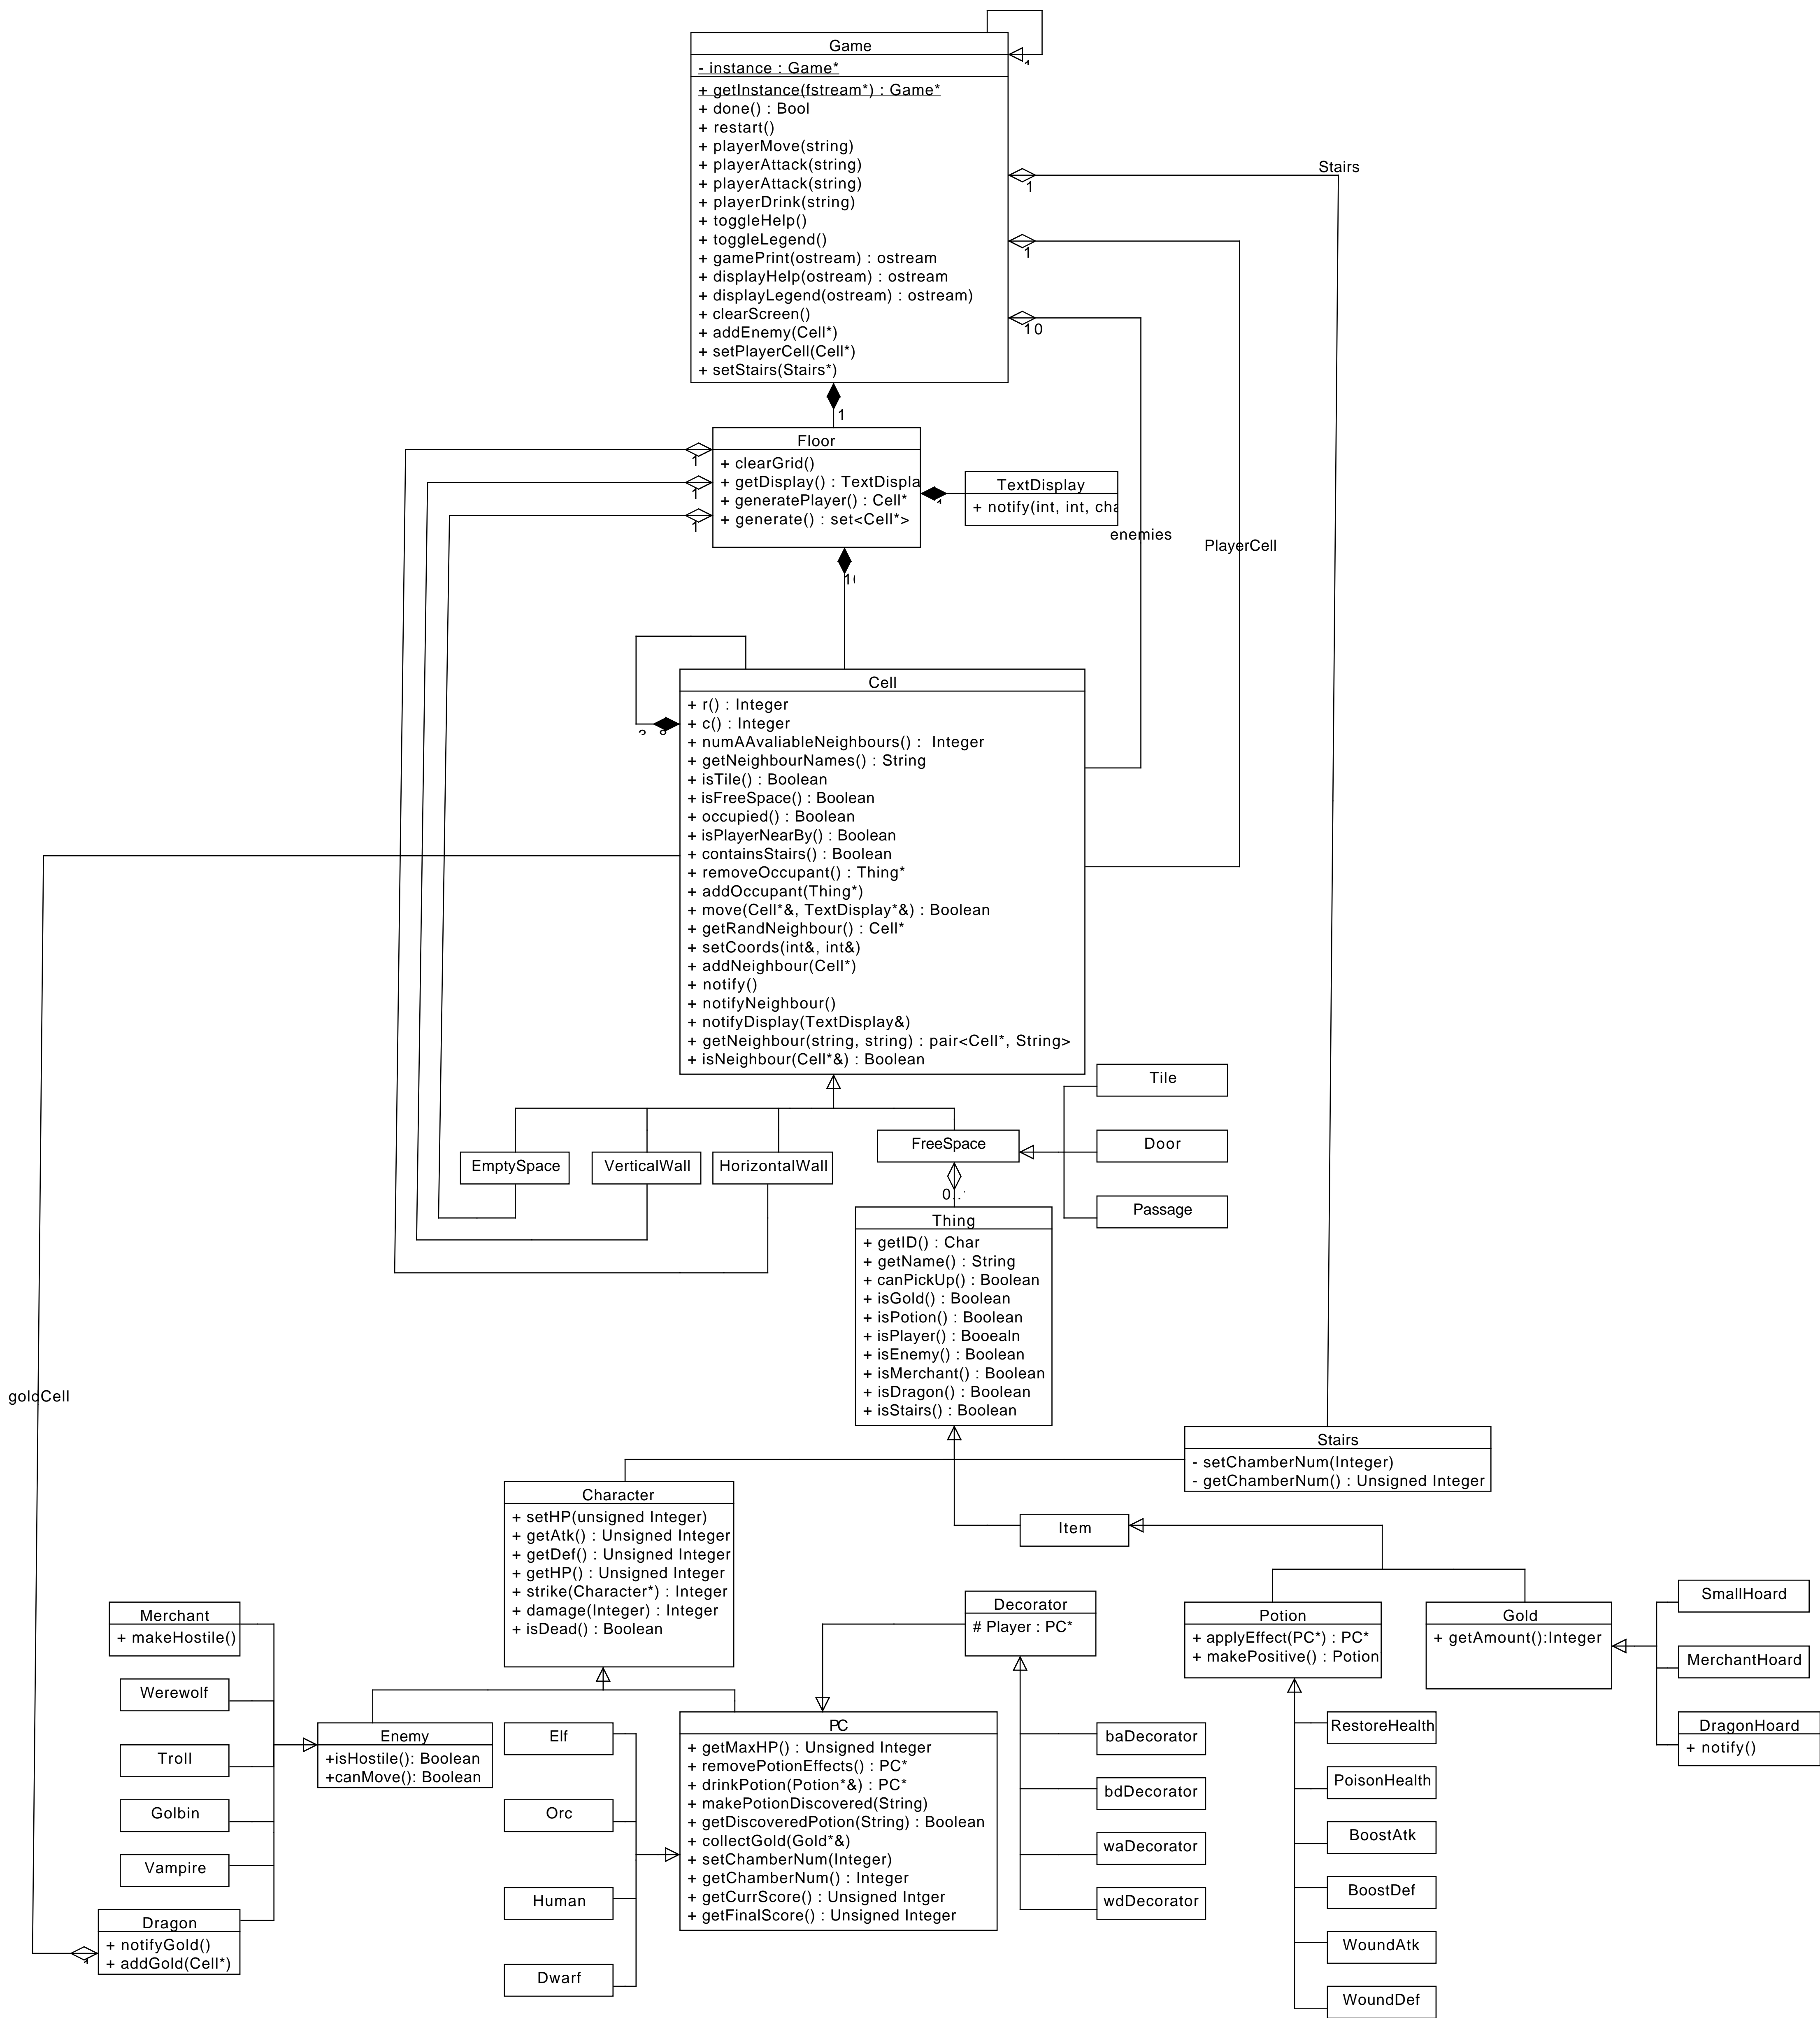 Game
- instance : Game*
+ getInstance(fstream*) : Game*
+ done() : Bool
+ restart()
+ playerMove(string)
+ playerAttack(string)
+ playerAttack(string)
+ playerDrink(string)
+ toggleHelp()
+ toggleLegend()
+ gamePrint(ostream) : ostream
+ displayHelp(ostream) : ostream
+ displayLegend(ostream) : ostream)
+ clearScreen()
+ addEnemy(Cell*)
+ setPlayerCell(Cell*)
+ setStairs(Stairs*)
Stairs
1
1
10
1
Floor
+ clearGrid()
+ getDisplay() : TextDispla
+ generatePlayer() : Cell*
+ generate() : set<Cell*>
1
1
1
TextDisplay
+ notify(int, int, cha
enemies
PlayerCell
Cell
+ r() : Integer
+ c() : Integer
+ numAAvaliableNeighbours() : Integer
+ getNeighbourNames() : String
+ isTile() : Boolean
+ isFreeSpace() : Boolean
+ occupied() : Boolean
+ isPlayerNearBy() : Boolean
+ containsStairs() : Boolean
+ removeOccupant() : Thing*
+ addOccupant(Thing*)
+ move(Cell*&, TextDisplay*&) : Boolean
+ getRandNeighbour() : Cell*
+ setCoords(int&, int&)
+ addNeighbour(Cell*)
+ notify()
+ notifyNeighbour()
+ notifyDisplay(TextDisplay&)
+ getNeighbour(string, string) : pair<Cell*, String>
+ isNeighbour(Cell*&) : Boolean
EmptySpace
VerticalWall
HorizontalWall
FreeSpace
Tile
Door
Passage
0..
Thing
+ getID() : Char
+ getName() : String
+ canPickUp() : Boolean
+ isGold() : Boolean
+ isPotion() : Boolean
+ isPlayer() : Booealn
+ isEnemy() : Boolean
+ isMerchant() : Boolean
+ isDragon() : Boolean
+ isStairs() : Boolean
goldCell
Stairs
- setChamberNum(Integer)
- getChamberNum() : Unsigned Integer
Character
+ setHP(unsigned Integer)
+ getAtk() : Unsigned Integer
+ getDef() : Unsigned Integer
+ getHP() : Unsigned Integer
+ strike(Character*) : Integer
+ damage(Integer) : Integer
+ isDead() : Boolean
Item
Decorator
# Player : PC*
Potion
+ applyEffect(PC*) : PC*
+ makePositive() : Potion
Gold
+ getAmount():Integer
SmallHoard
MerchantHoard
DragonHoard
+ notify()
Merchant
+ makeHostile()
Werewolf
Troll
Golbin
Vampire
Dragon
+ notifyGold()
+ addGold(Cell*)
Enemy
+isHostile(): Boolean
+canMove(): Boolean
Elf
Orc
Human
Dwarf
PC
+ getMaxHP() : Unsigned Integer
+ removePotionEffects() : PC*
+ drinkPotion(Potion*&) : PC*
+ makePotionDiscovered(String)
+ getDiscoveredPotion(String) : Boolean
+ collectGold(Gold*&)
+ setChamberNum(Integer)
+ getChamberNum() : Integer
+ getCurrScore() : Unsigned Intger
+ getFinalScore() : Unsigned Integer
baDecorator
bdDecorator
waDecorator
wdDecorator
RestoreHealth
PoisonHealth
BoostAtk
BoostDef
WoundAtk
WoundDef